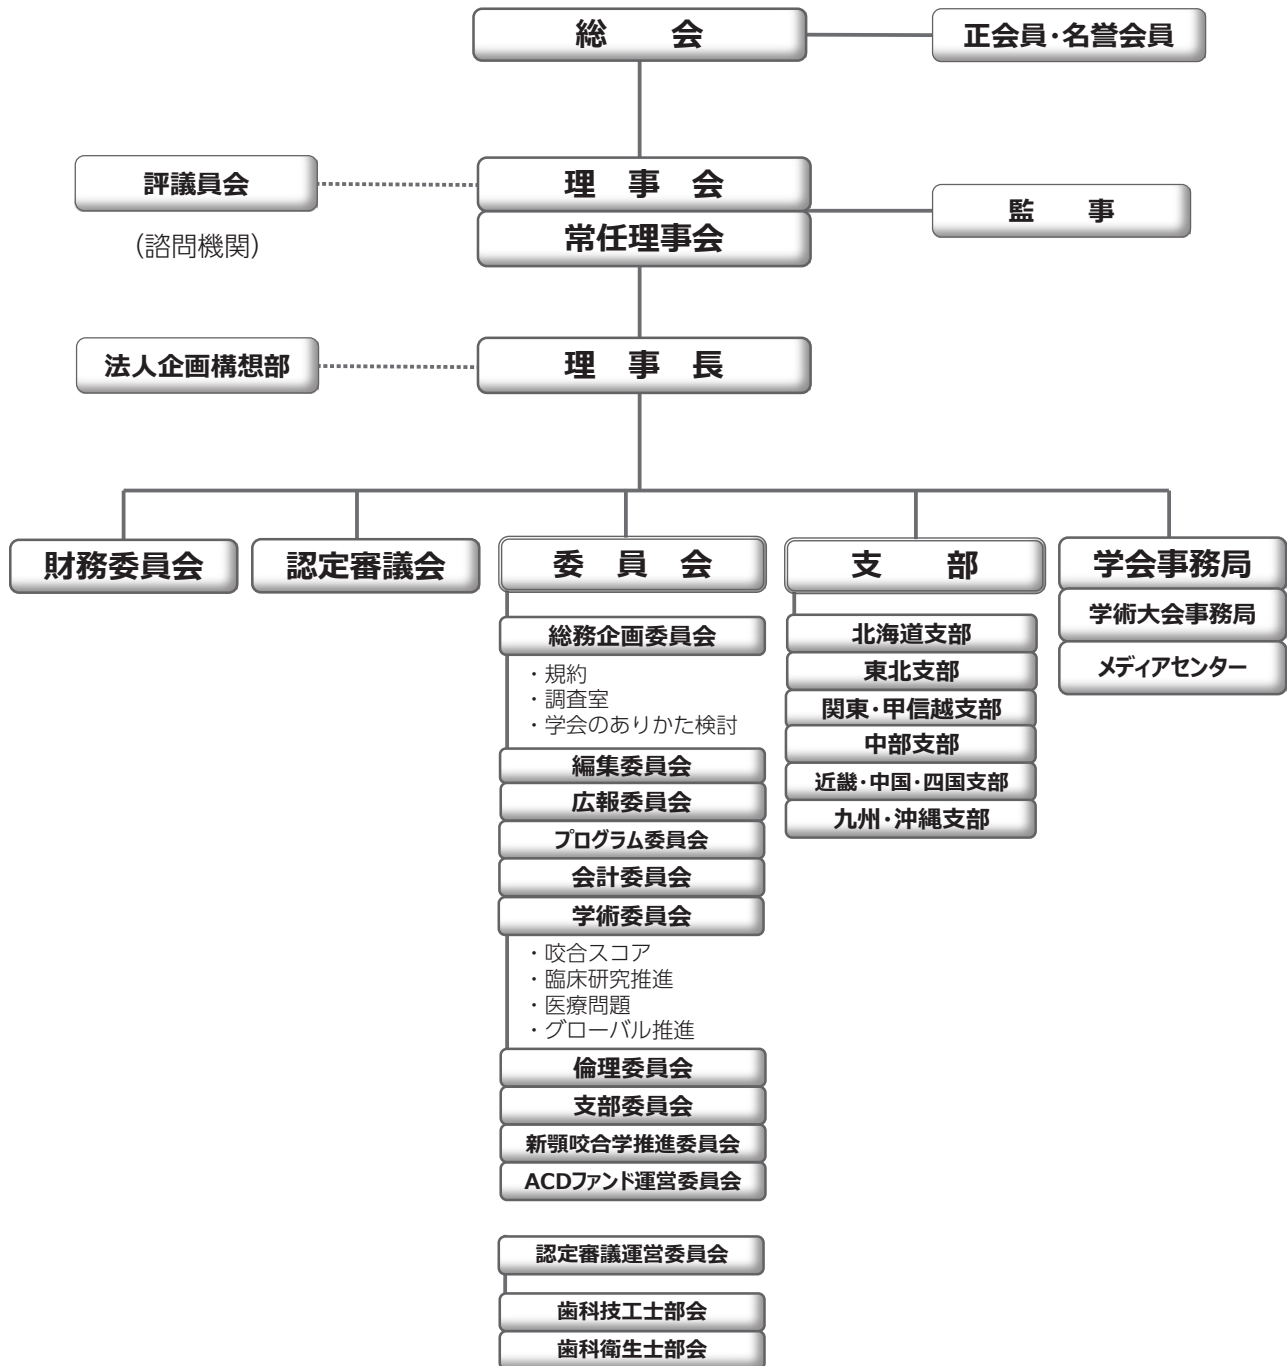 総　会
正会員・名誉会員
評議員会
(諮問機関)
理 事 会
常任理事会
監　事
法人企画構想部
理 事 長
財務委員会
認定審議会
委 員 会
総務企画委員会
・規約
・調査室
・学会のありかた検討
編集委員会
広報委員会
プログラム委員会
会計委員会
学術委員会
・咬合スコア
・臨床研究推進
・医療問題
・グローバル推進
倫理委員会
支部委員会
新顎咬合学推進委員会
ACDファンド運営委員会
認定審議運営委員会
歯科技工士部会
歯科衛生士部会
支　部
北海道支部
東北支部
関東・甲信越支部
中部支部
近畿・中国・四国支部
九州・沖縄支部
学会事務局
学術大会事務局
メディアセンター